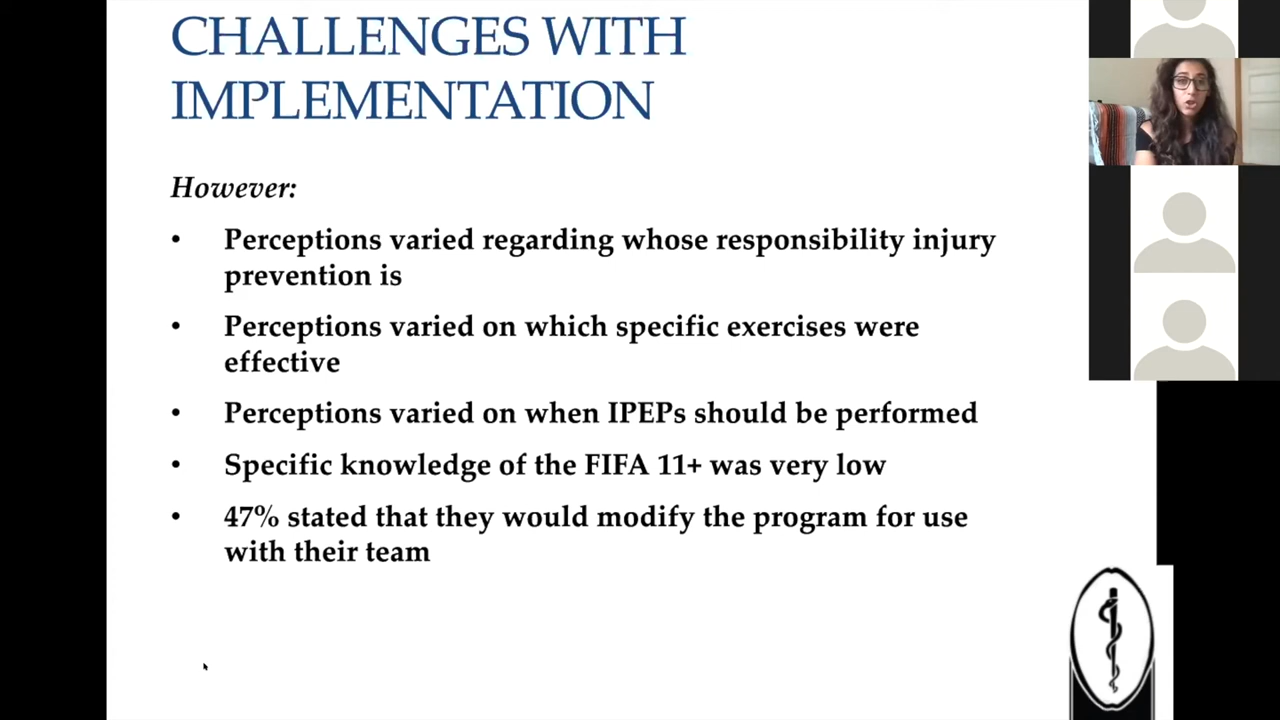 CHALLENGES WITH
IMPLEMENTATION
However:
• Perceptions varied regarding whose responsibility injury
prevention is
• Perceptions varied on which specific exercises were
effective
• Perceptions varied on when IPEPs should be performed
• Specific knowledge of the FIFA 11+ was very low
• 47% stated that they would modify the program for use
with their team